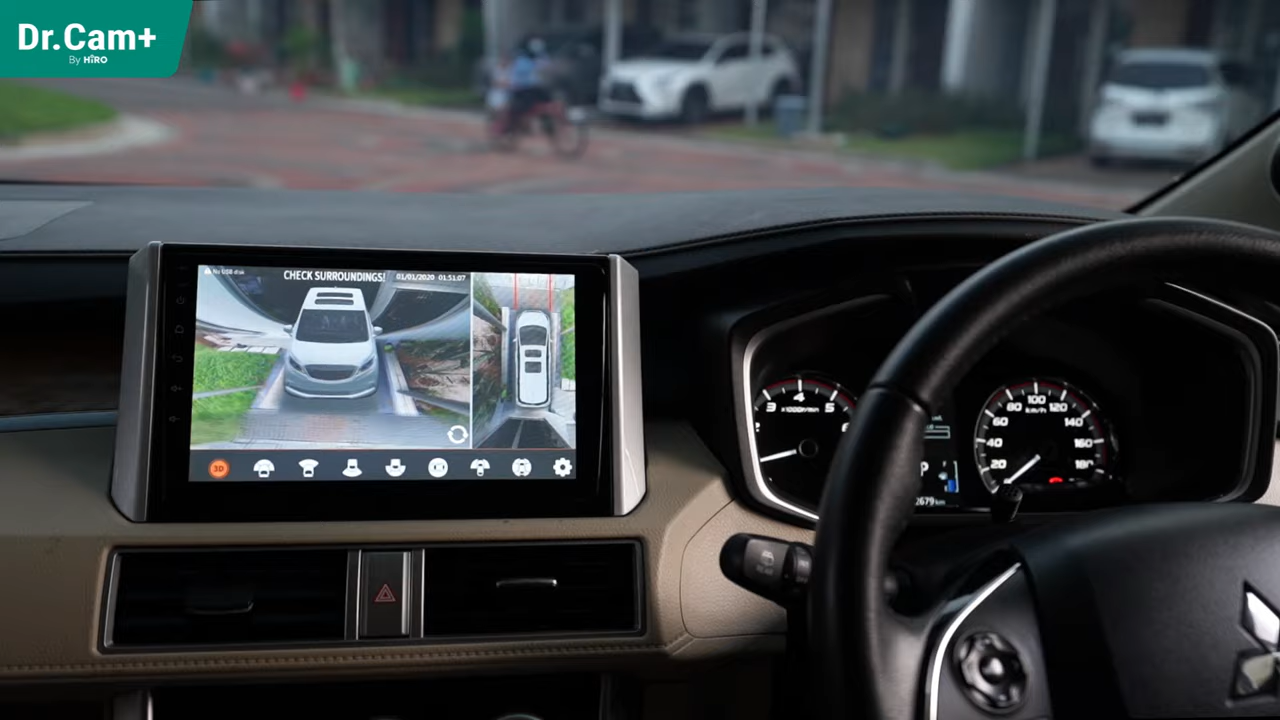 Dr.Cam+
By HIRO
No USB disk
CHECK SURROUNDINGS!
01/01/2020 01:51:07
3D
3 4 5
x1000r/min
80 100 120
km/h
60 140
40 160
20 180
P
2679 km
REAR